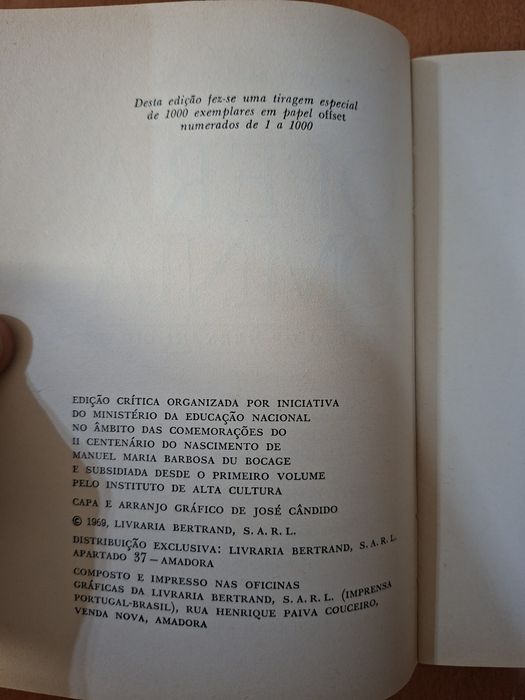 Desta edição fez-se uma tiragem especial
de 1000 exemplares em papel offset
numerados de 1 a 1000
EDIÇÃO CRÍTICA ORGANIZADA POR INICIATIVA
DO MINISTÉRIO DA EDUCAÇÃO NACIONAL
NO ÂMBITO DAS COMEMORAÇÕES DO
II CENTENÁRIO DO NASCIMENTO DE
MANUEL MARIA BARBOSA DU BOCAGE
E SUBSIDIADA DESDE O PRIMEIRO VOLUME
PELO INSTITUTO DE ALTA CULTURA
CAPA E ARRANJO GRÁFICO DE JOSÉ CÂNDIDO
© 1969, LIVRARIA BERTRAND, S. A. R. L.
DISTRIBUIÇÃO EXCLUSIVA: LIVRARIA BERTRAND, S. A. R. L.
APARTADO 37 — AMADORA
COMPOSTO E IMPRESSO NAS OFICINAS
GRÁFICAS DA LIVRARIA BERTRAND, S. A. R. L. (IMPRENSA
PORTUGAL-BRASIL), RUA HENRIQUE PAIVA COUCEIRO,
VENDA NOVA, AMADORA